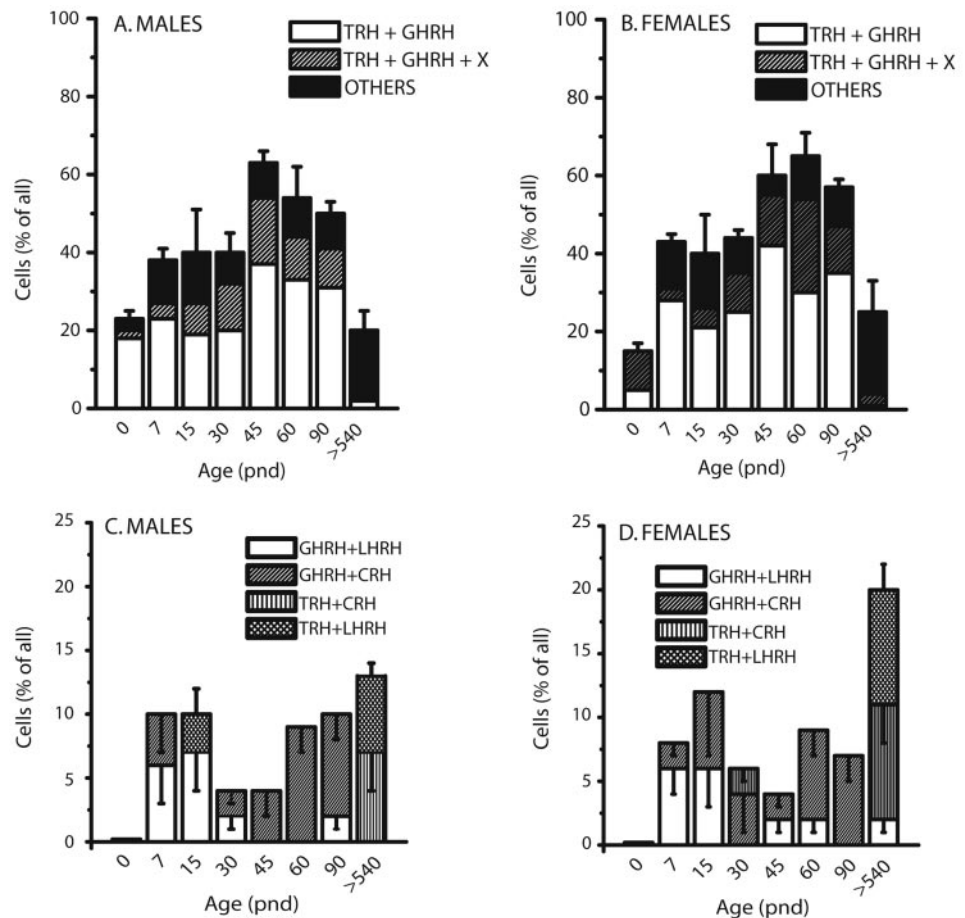 A. MALES
TRH + GHRH
TRH + GHRH + X
OTHERS
100
80
60
40
20
0
Cells (% of all)
0 7 15 30 45 60 90 >540
Age (pnd)
B. FEMALES
TRH + GHRH
TRH + GHRH + X
OTHERS
100
80
60
40
20
0
Cells (% of all)
0 7 15 30 45 60 90 >540
Age (pnd)
C. MALES
GHRH+LHRH
GHRH+CRH
TRH+CRH
TRH+LHRH
25
20
15
10
5
0
Cells (% of all)
0 7 15 30 45 60 90 >540
Age (pnd)
D. FEMALES
GHRH+LHRH
GHRH+CRH
TRH+CRH
TRH+LHRH
25
20
15
10
5
0
Cells (% of all)
0 7 15 30 45 60 90 >540
Age (pnd)